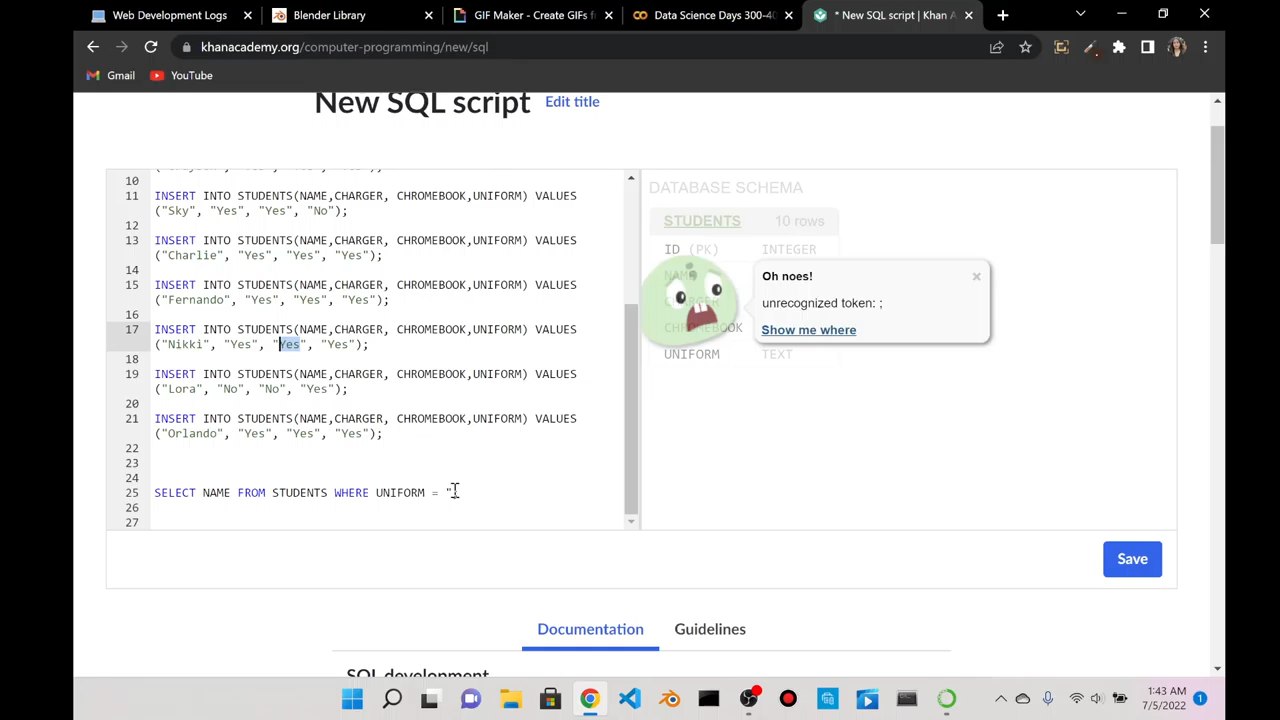 Web Development Logs
Blender Library
GIF Maker - Create GIFs f
Data Science Days 300-40
* New SQL script | Khan A
khanacademy.org/computer-programming/new/sql
Gmail
YouTube
New SQL script Edit title
10
11 INSERT INTO STUDENTS(NAME,CHARGER, CHROMEBOOK,UNIFORM) VALUES
("Sky", "Yes", "Yes", "No");
12
13 INSERT INTO STUDENTS(NAME,CHARGER, CHROMEBOOK,UNIFORM) VALUES
("Charlie", "Yes", "Yes", "Yes");
14
15 INSERT INTO STUDENTS(NAME,CHARGER, CHROMEBOOK,UNIFORM) VALUES
("Fernando", "Yes", "Yes", "Yes");
16
17 INSERT INTO STUDENTS(NAME,CHARGER, CHROMEBOOK,UNIFORM) VALUES
("Nikki", "Yes", "Yes", "Yes");
18
19 INSERT INTO STUDENTS(NAME,CHARGER, CHROMEBOOK,UNIFORM) VALUES
("Lora", "No", "No", "Yes");
20
21 INSERT INTO STUDENTS(NAME,CHARGER, CHROMEBOOK,UNIFORM) VALUES
("Orlando", "Yes", "Yes", "Yes");
22
23
24
25 SELECT NAME FROM STUDENTS WHERE UNIFORM = ";
26
27
DATABASE SCHEMA
STUDENTS 10 rows
ID (PK) INTEGER
NAME
CHARGER
CHROMEBOOK
UNIFORM TEXT
Oh noes!
unrecognized token: ;
Show me where
Save
Documentation Guidelines
SQL development
1:43 AM
7/5/2022
1